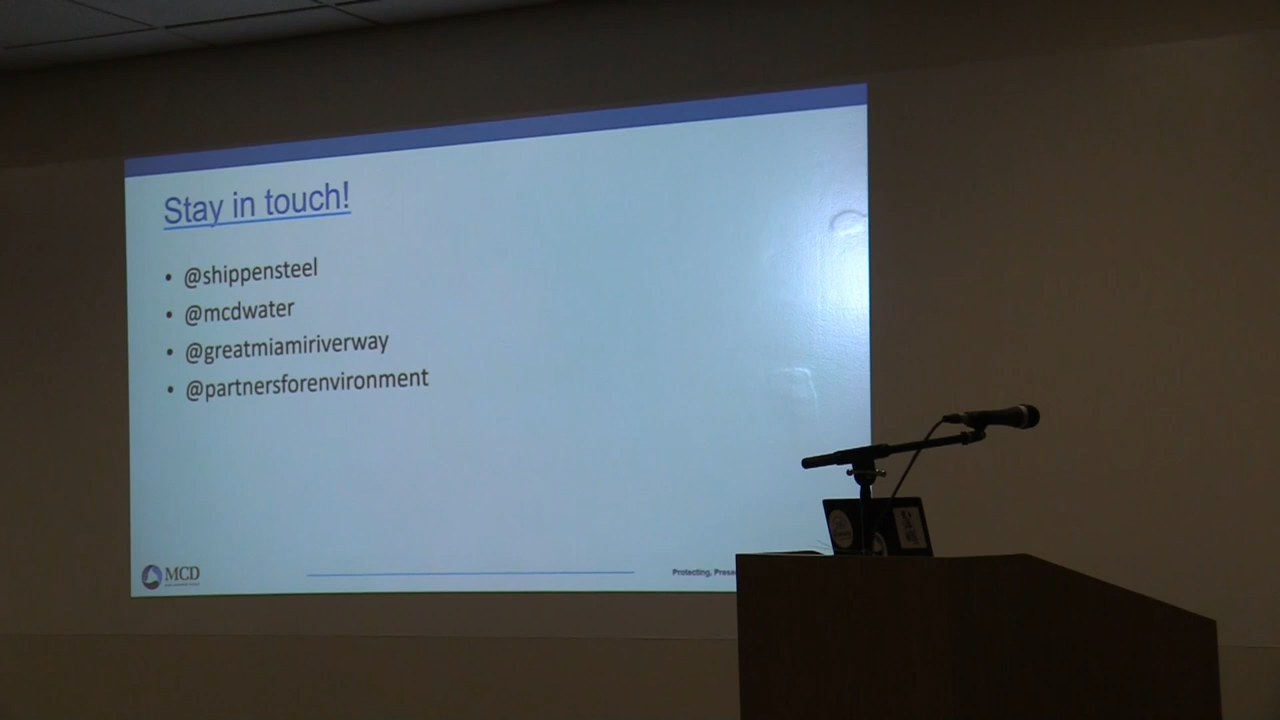 Stay in touch!
• @shippensteel
• @mcdwater
• @greatmiamiriverway
• @partnersforenvironment
MCD
Protecting, Prese